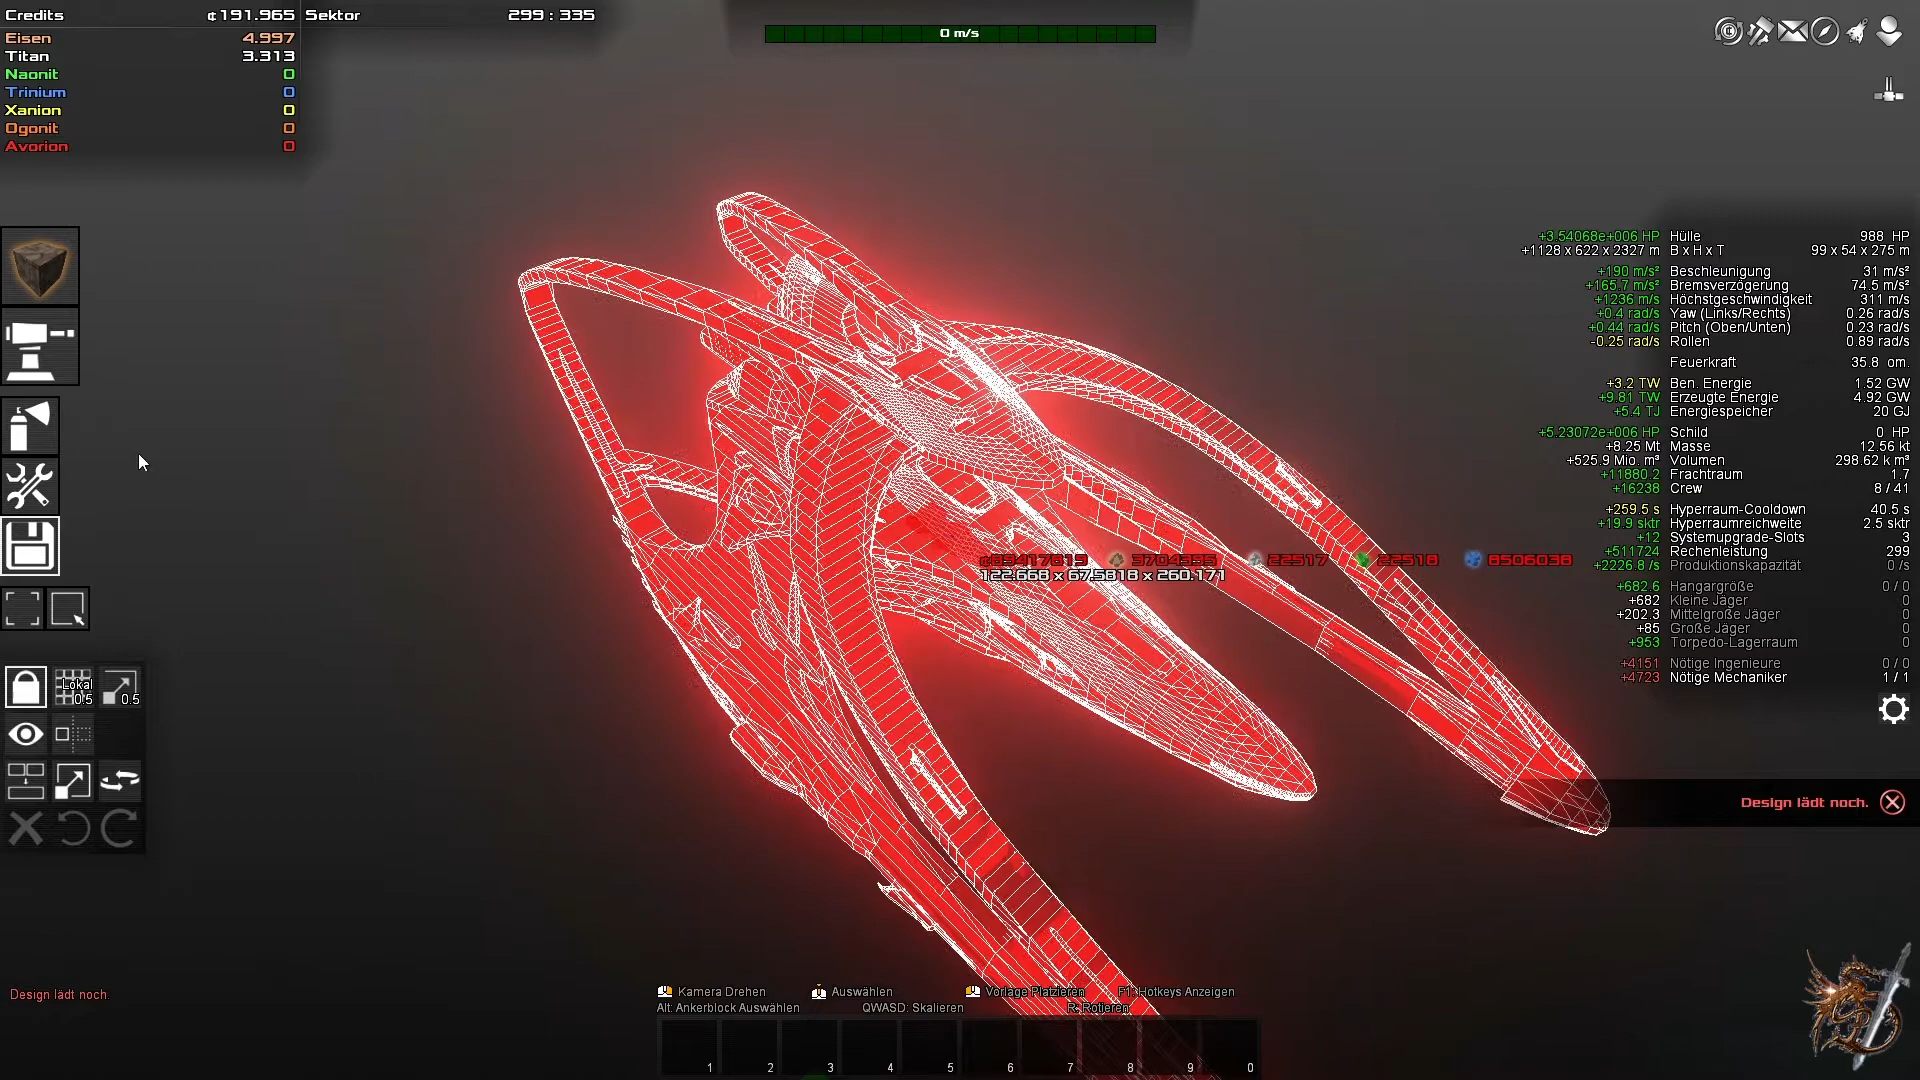 Credits ¢191.965 Sektor 299 : 335
Eisen 4.997
Titan 3.313
Naonit 0
Trinium 0
Xanion 0
Ogonit 0
Avorion 0
0 m/s
+3.54068e+006 HP Hülle 988 HP
+1128 x 622 x 2327 m B x H x T 99 x 54 x 275 m
+190 m/s² Beschleunigung 31 m/s²
+165.7 m/s² Bremsverzögerung 74.5 m/s²
+1236 m/s Höchstgeschwindigkeit 311 m/s
+0.4 rad/s Yaw (Links/Rechts) 0.26 rad/s
+0.44 rad/s Pitch (Oben/Unten) 0.23 rad/s
-0.25 rad/s Rollen 0.89 rad/s
Feuerkraft 35.8 om.
+3.2 TW Ben. Energie 1.52 GW
+9.81 TW Erzeugte Energie 4.92 GW
+5.4 TJ Energiespeicher 20 GJ
+5.23072e+006 HP Schild 0 HP
+8.25 Mt Masse 12.56 kt
+525.9 Mio. m³ Volumen 298.62 k m³
+11880.2 Frachtraum 1.7
+16238 Crew 8 / 41
+259.5 s Hyperraum-Cooldown 40.5 s
+19.9 sktr Hyperraumreichweite 2.5 sktr
+12 Systemupgrade-Slots 3
+511724 Rechenleistung 299
+2226.8 /s Produktionskapazität 0 /s
+682.6 Hangargröße 0 / 0
+682 Kleine Jäger 0
+202.3 Mittelgroße Jäger 0
+85 Große Jäger 0
+953 Torpedo-Lagerraum 0
+4151 Nötige Ingenieure 0 / 0
+4723 Nötige Mechaniker 1 / 1
¢89417819 3704395 22517 22518 8506038
122.668 x 67.5818 x 260.171
Lokal
0.5 0.5
Design lädt noch.
Design lädt noch.
Kamera Drehen Auswählen Vorlage Platzieren F1: Hotkeys Anzeigen
Alt: Ankerblock Auswählen QWASD: Skalieren R: Rotieren
1 2 3 4 5 6 7 8 9 0